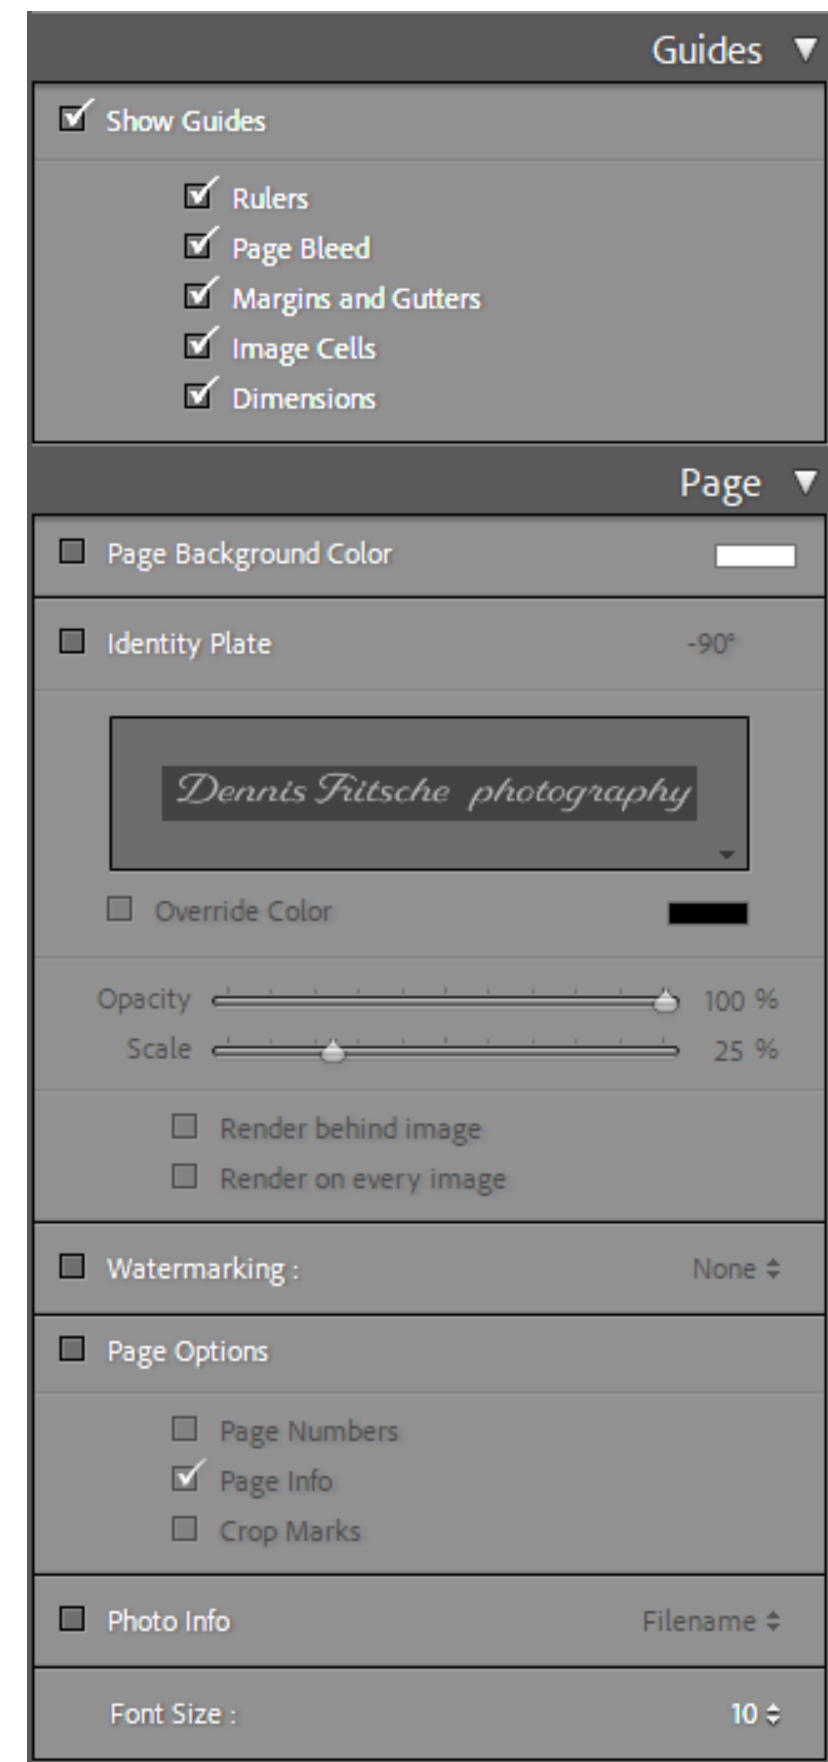 Guides
Show Guides
Rulers
Page Bleed
Margins and Gutters
Image Cells
Dimensions
Page
Page Background Color
Identity Plate -90°
Dennis Fritsche photography
Override Color
Opacity 100 %
Scale 25 %
Render behind image
Render on every image
Watermarking : None
Page Options
Page Numbers
Page Info
Crop Marks
Photo Info Filename
Font Size : 10